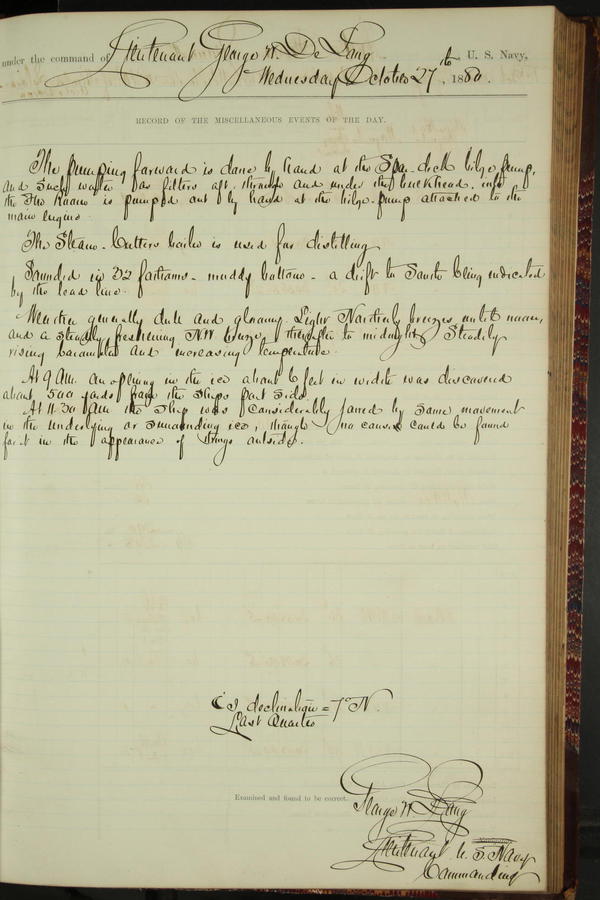 under the command of Lieutenant George W. De Long U. S. Navy,
Wednesday October 27th, 1880.
RECORD OF THE MISCELLANEOUS EVENTS OF THE DAY.
The pumping forward is done by hand at the Spar-deck bilge pump,
and such water as filters aft, through and under the bulkhead, into
the Fire Room is pumped out by hand at the bilge-pump attached to the
main engine.
The Steam-Cutters boiler is used for distilling
Sounded in 32 fathoms - muddy bottom - a drift to South being indicated
by the lead line.
Weather generally dull and gloomy. Light Northerly breezes until noon,
and a steadily freshening NW breeze thereafter to midnight. Steadily
rising barometer and increasing temperature.
At 9 AM. an opening in the ice about 6 feet in width was discovered
about 500 yards from the Ships port side
At 11.30 AM the Ship was considerably jarred by some movement
in the underlying or surrounding ice, though no cause could be found
for it in the appearance of things outside.
☾'s declination = 7° N.
Last Quarter
Examined and found to be correct.
George W. De Long
Lieutenant U. S. Navy
Commanding